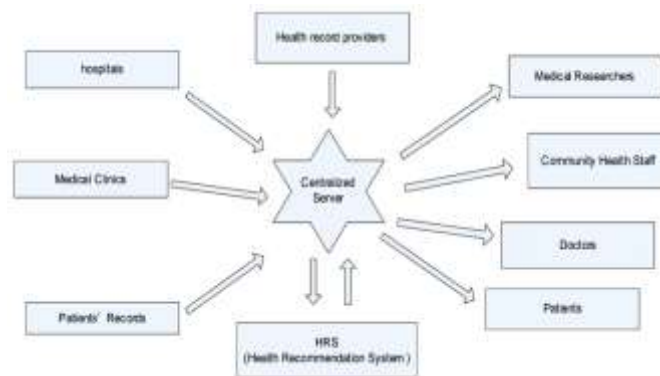 Health record providers
hospitals
Medical Researchers
Community Health Staff
Medical Clinics
Centralized
Server
Doctors
Patients' Records
Patients
HRS
(Health Recommendation System )